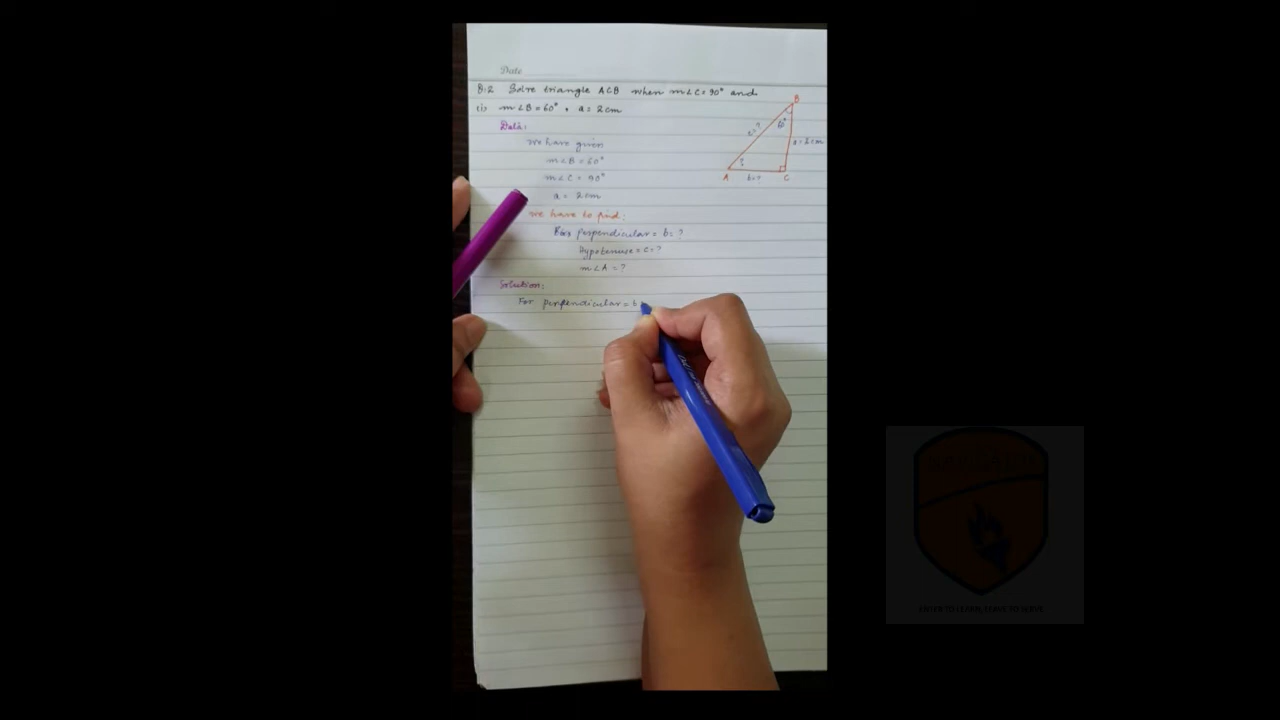 Date
Q.2 Solve triangle ACB when m∠C = 90° and
(i) m∠B = 60°, a = 2cm
Data:
we have given
m∠B = 60°
m∠C = 90°
a = 2cm
we have to find:
perpendicular = b = ?
Hypotenuse = c = ?
m∠A = ?
Solution:
For perpendicular = b
B
60°
c = ?
a = 2cm
?
A
b = ?
C